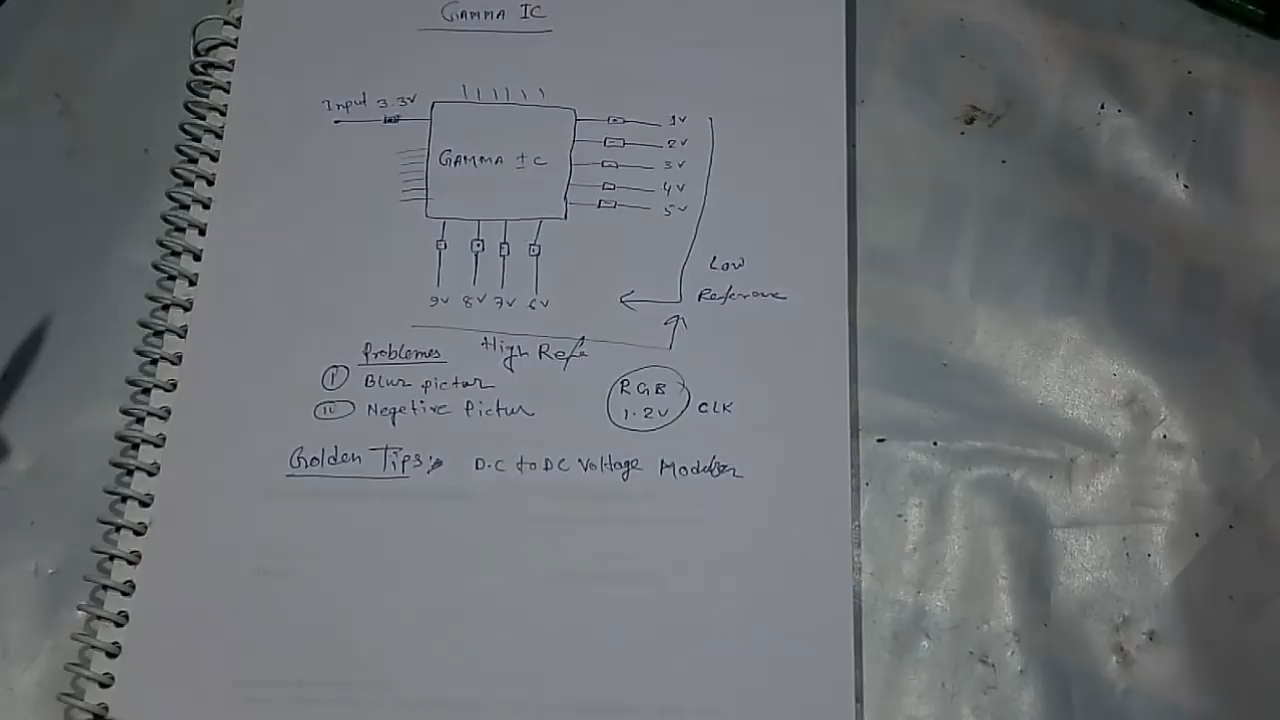 GAMMA IC
Input 3.3V
GAMMA IC
1V
2V
3V
4V
5V
9V 8V 7V 6V
Low
Reference
High Refe
Problemes
(i) Blur pictur
(ii) Negetive Pictur
RGB
1.2V
CLK
Golden Tips:- D.C to DC Voltage